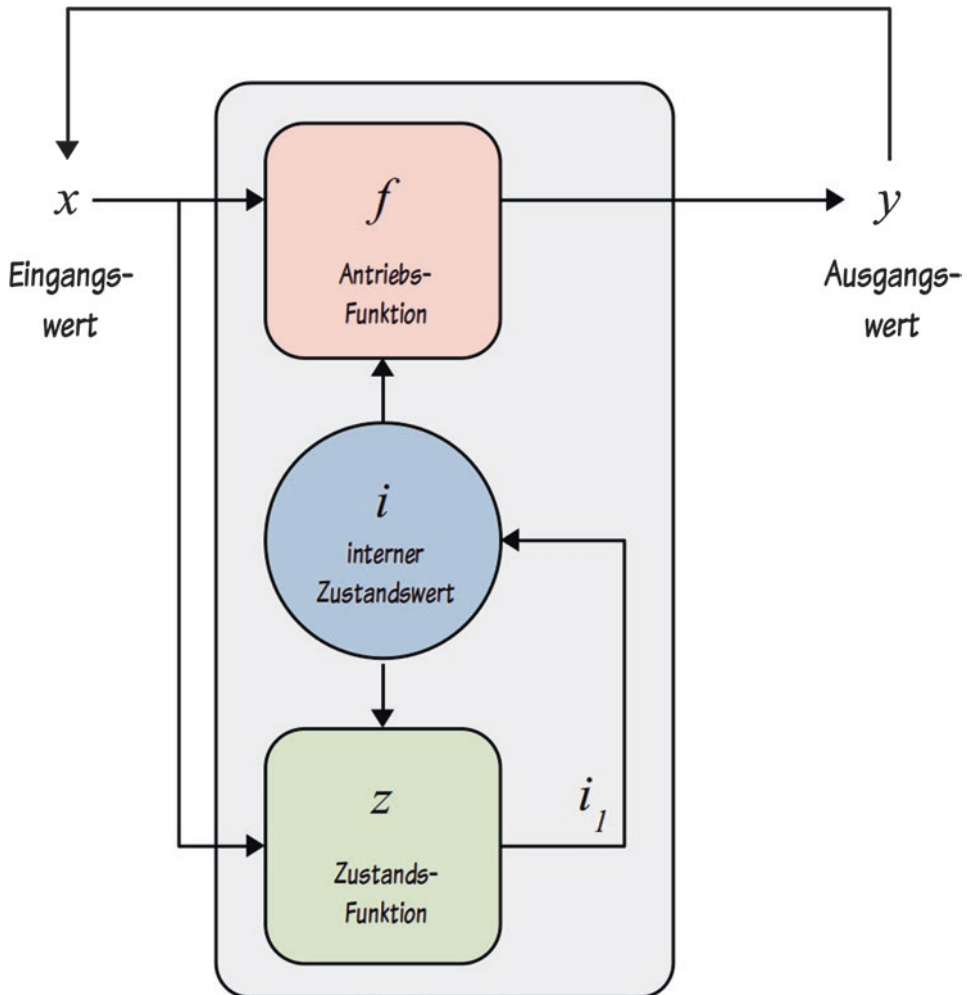 f
Antriebs-
Funktion
x
Eingangs-
wert
y
Ausgangs-
wert
i
interner
Zustandswert
z
Zustands-
Funktion
i₁